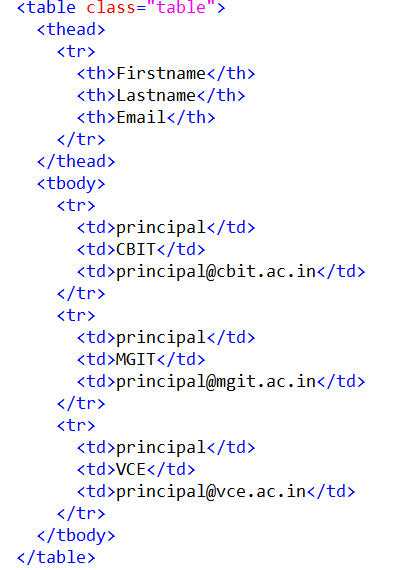 <table class="table">
  <thead>
    <tr>
      <th>Firstname</th>
      <th>Lastname</th>
      <th>Email</th>
    </tr>
  </thead>
  <tbody>
    <tr>
      <td>principal</td>
      <td>CBIT</td>
      <td>principal@cbit.ac.in</td>
    </tr>
    <tr>
      <td>principal</td>
      <td>MGIT</td>
      <td>principal@mgit.ac.in</td>
    </tr>
    <tr>
      <td>principal</td>
      <td>VCE</td>
      <td>principal@vce.ac.in</td>
    </tr>
  </tbody>
</table>